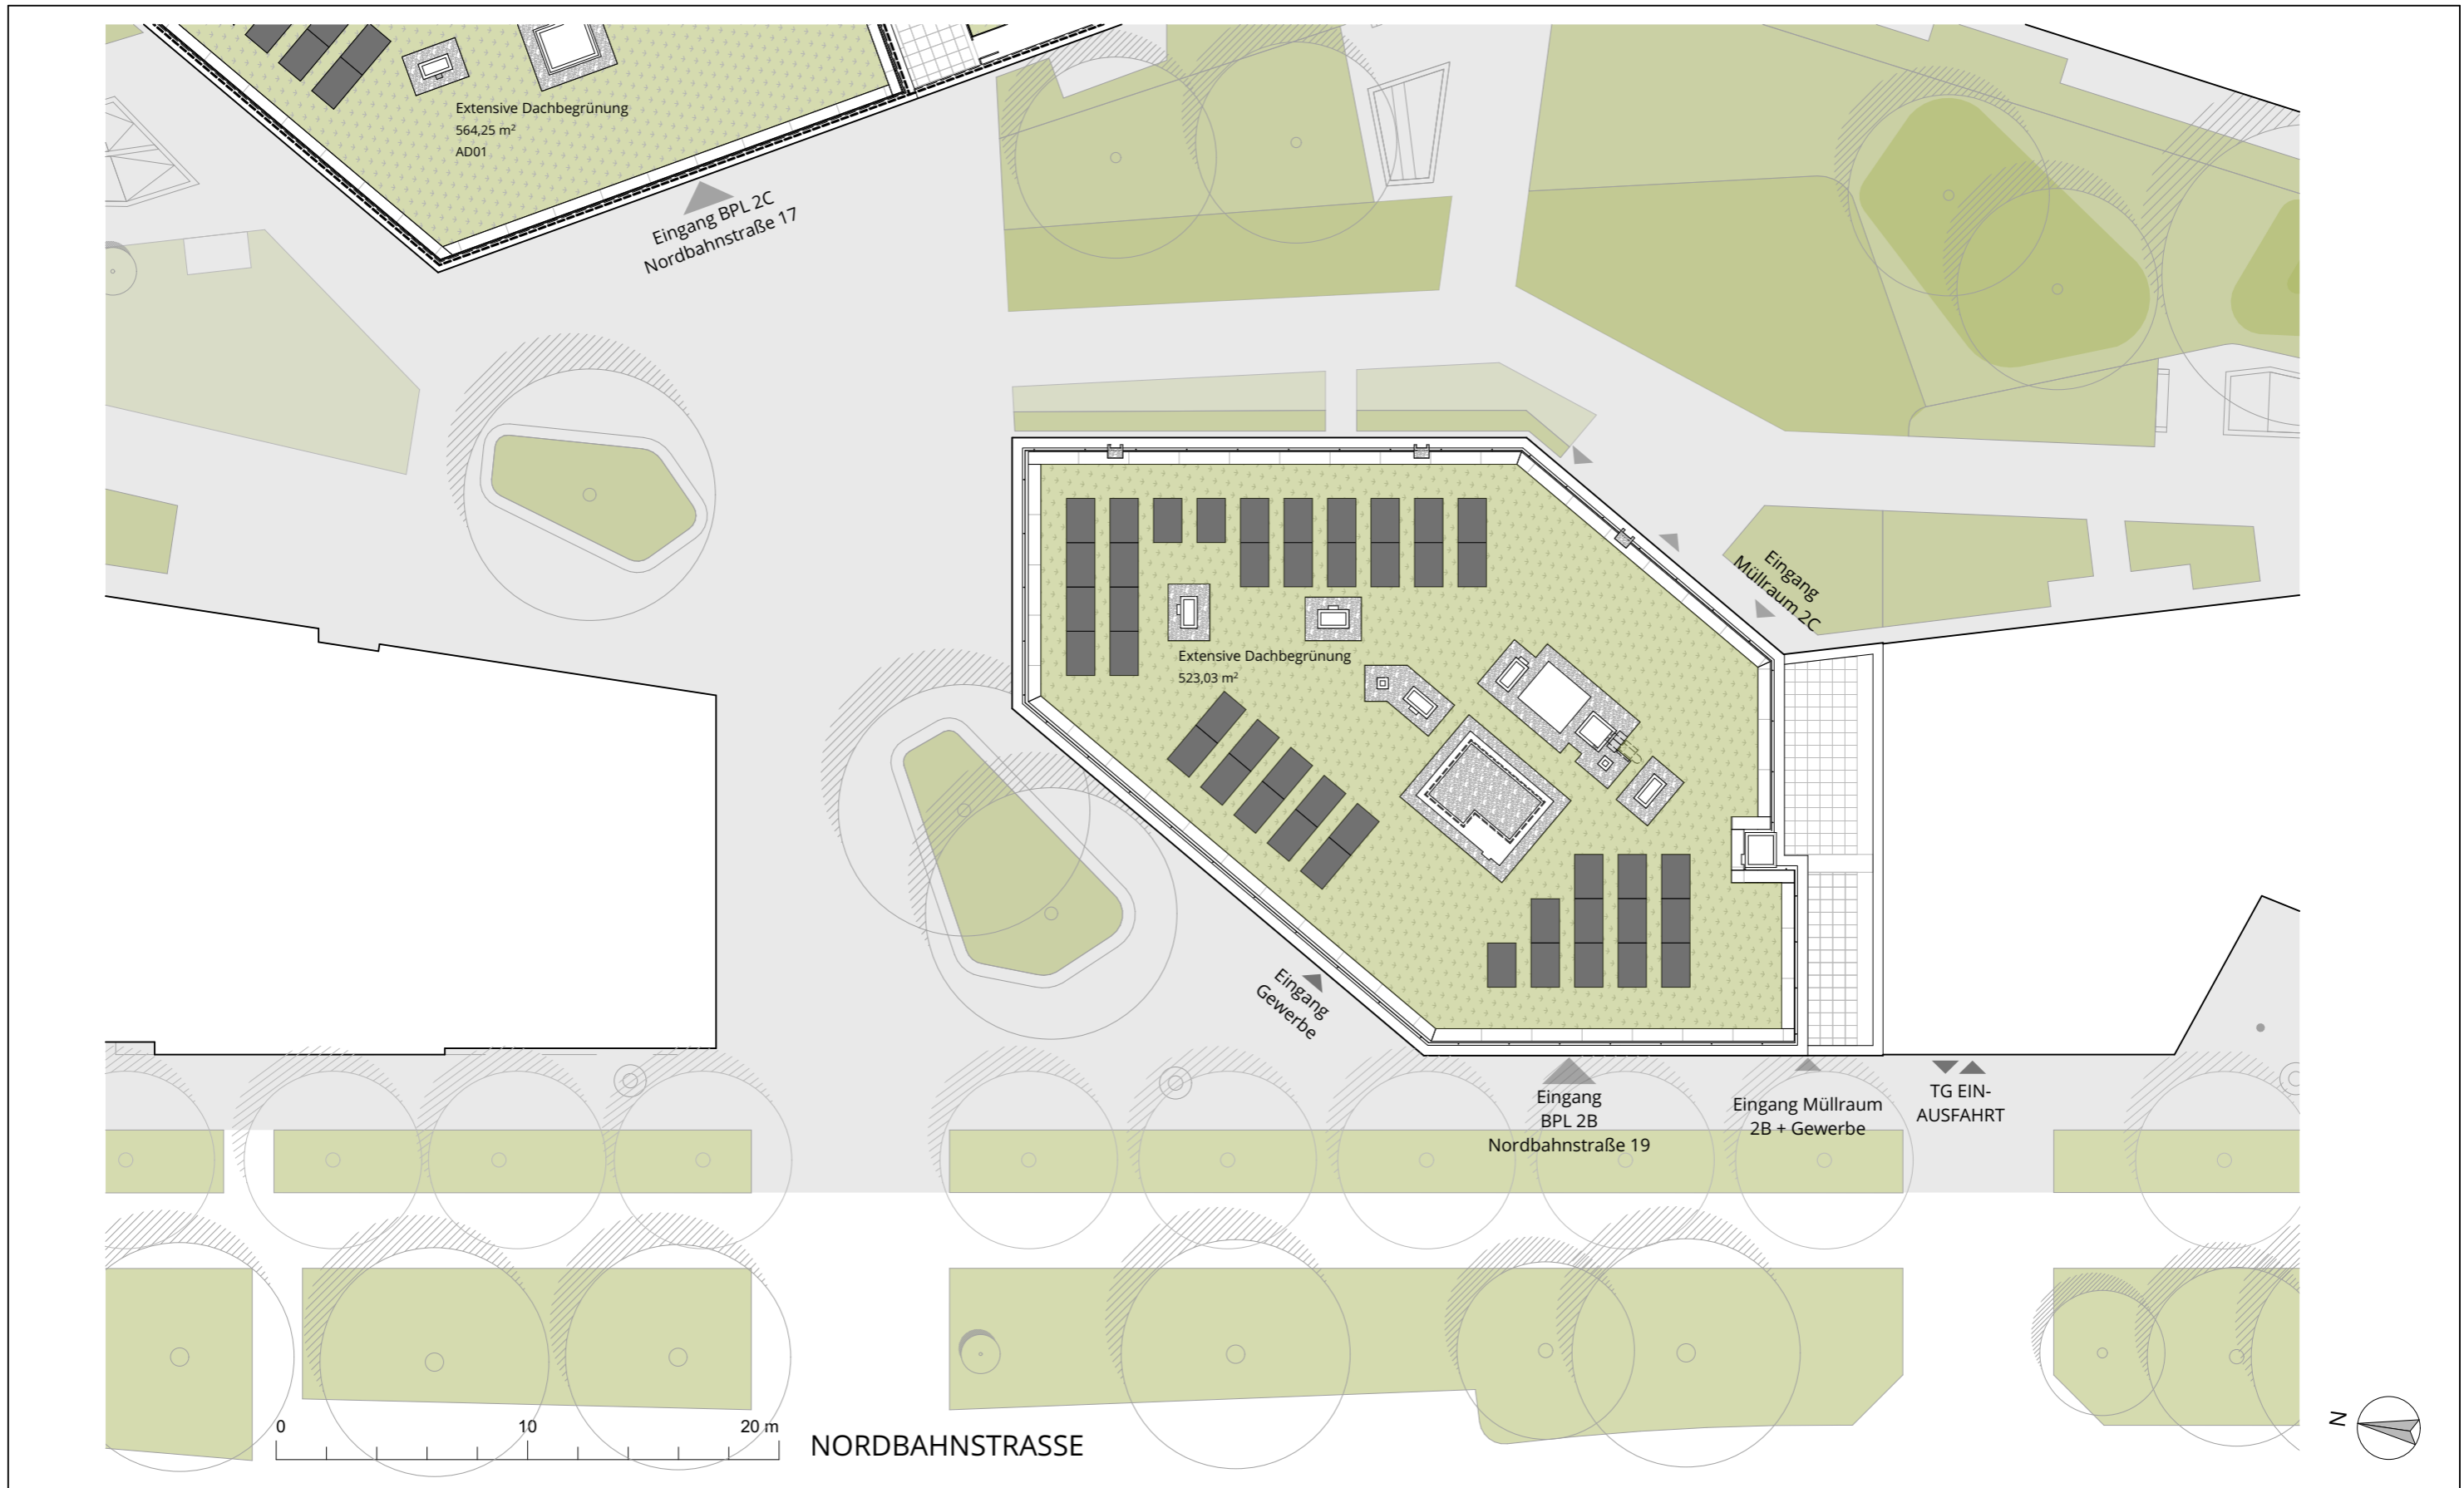 Extensive Dachbegrünung
564,25 m²
AD01
Eingang BPL 2C
Nordbahnstraße 17
Eingang
Müllraum 2C
Extensive Dachbegrünung
523,03 m²
Eingang
Gewerbe
Eingang
BPL 2B
Nordbahnstraße 19
Eingang Müllraum
2B + Gewerbe
TG EIN-
AUSFAHRT
0 10 20 m
NORDBAHNSTRASSE
N